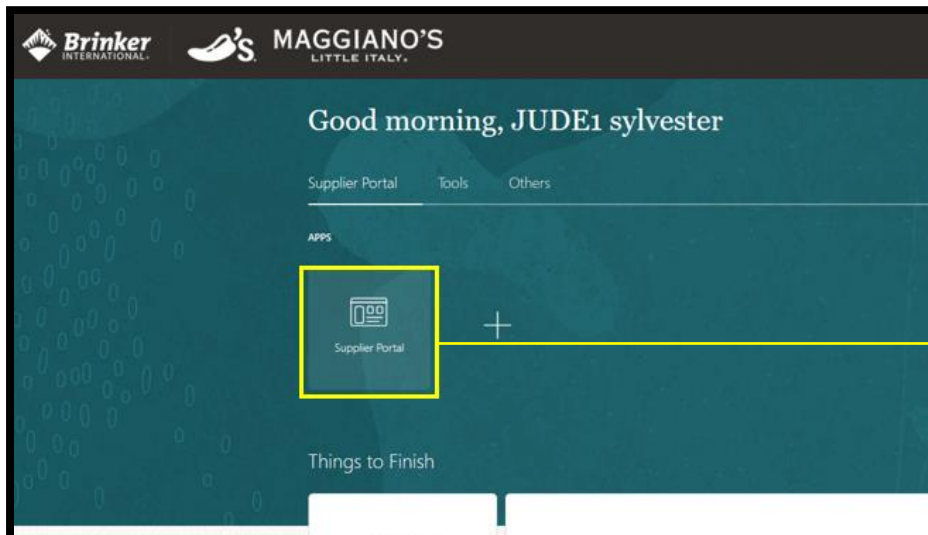 Brinker
INTERNATIONAL.
's
MAGGIANO'S
LITTLE ITALY.
Good morning, JUDE1 sylvester
Supplier Portal Tools Others
APPS
Supplier Portal
Things to Finish